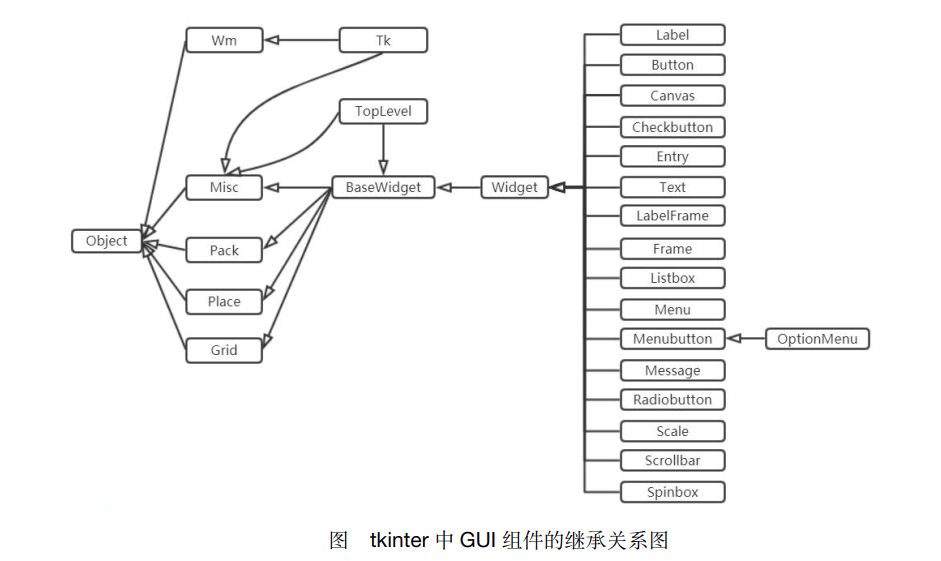 Wm
Tk
TopLevel
Misc
BaseWidget
Widget
Object
Pack
Place
Grid
Label
Button
Canvas
Checkbutton
Entry
Text
LabelFrame
Frame
Listbox
Menu
Menubutton
OptionMenu
Message
Radiobutton
Scale
Scrollbar
Spinbox
图 tkinter 中 GUI 组件的继承关系图